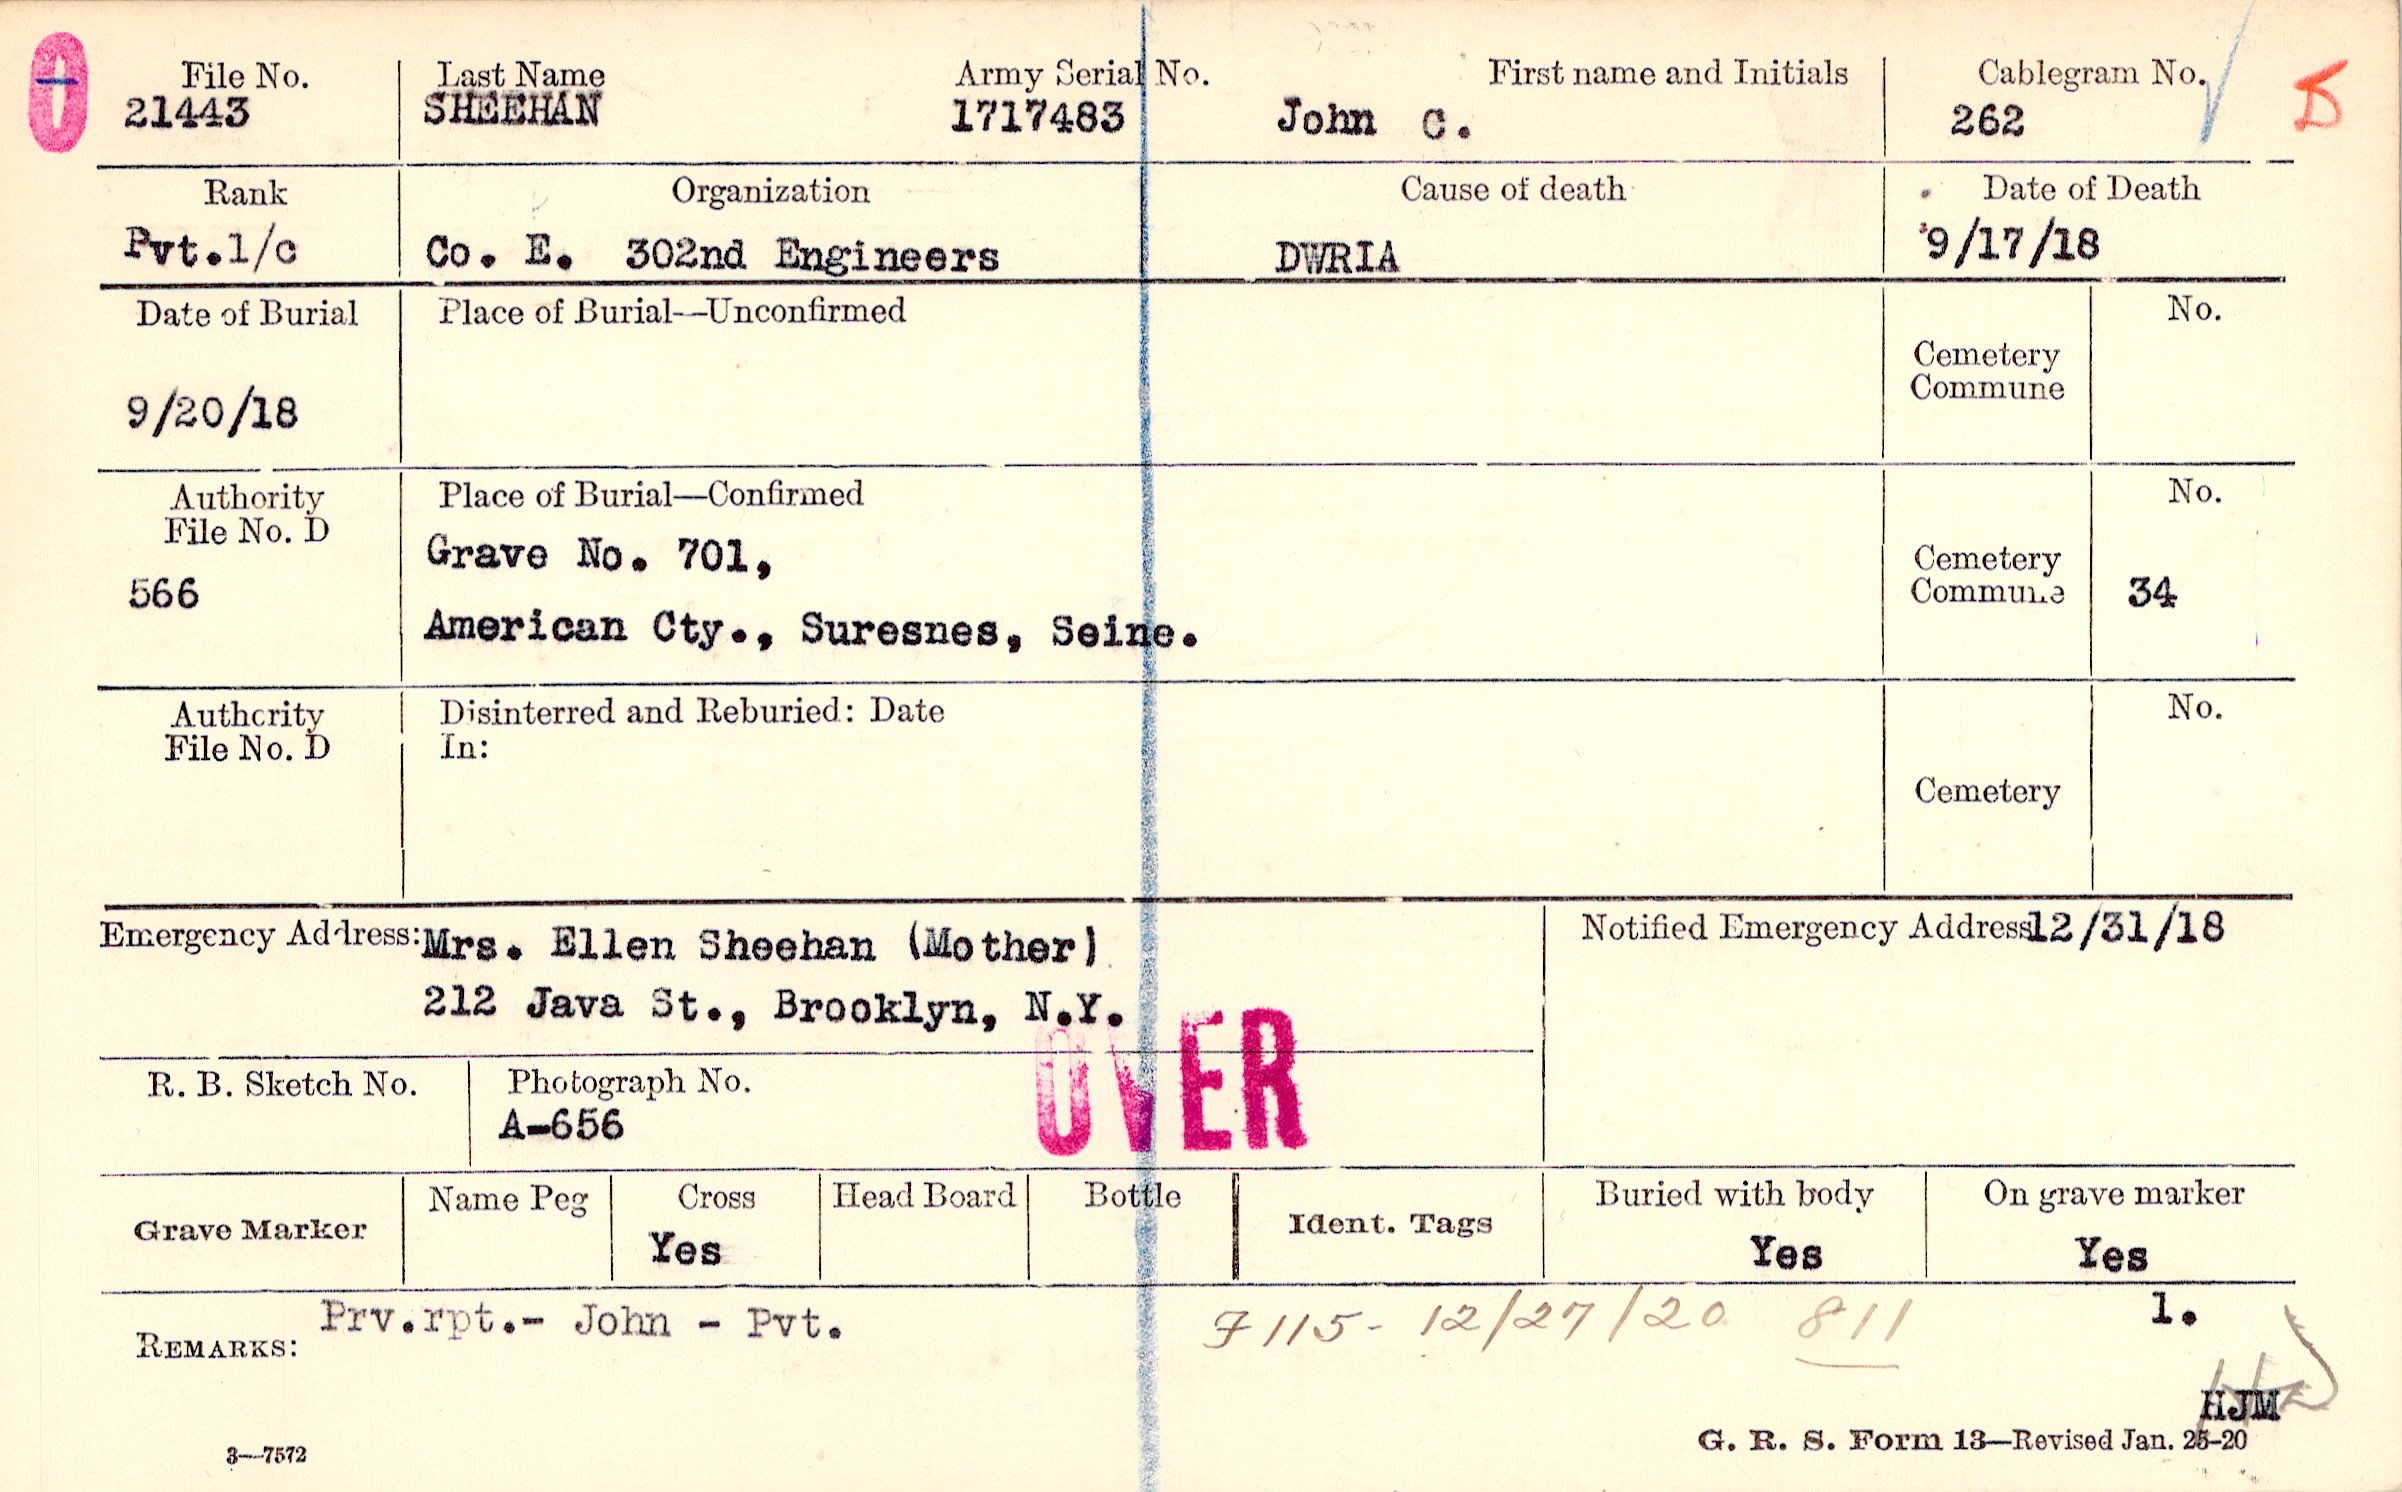 File No. Last Name Army Serial No. First name and Initials Cablegram No.
21443 SHEEHAN 1717483 John C. 262
Rank Organization Cause of death Date of Death
Pvt.1/c Co. E. 302nd Engineers DWRIA 9/17/18
Date of Burial Place of Burial—Unconfirmed No.
Cemetery
Commune
9/20/18
Authority Place of Burial—Confirmed No.
File No. D
Grave No. 701,
Cemetery
566 Commune 34
American Cty., Suresnes, Seine.
Authority Disinterred and Reburied: Date No.
File No. D In:
Cemetery
Emergency Address: Mrs. Ellen Sheehan (Mother) Notified Emergency Address 12/31/18
212 Java St., Brooklyn, N.Y.
OVER
R. B. Sketch No. Photograph No.
A-656
Grave Marker Name Peg Cross Head Board Bottle Ident. Tags Buried with body On grave marker
Yes Yes Yes
Prv.rpt.- John - Pvt. F115- 12/27/20 811 1.
REMARKS:
HJM
3—7572 G. R. S. Form 13—Revised Jan. 26-20